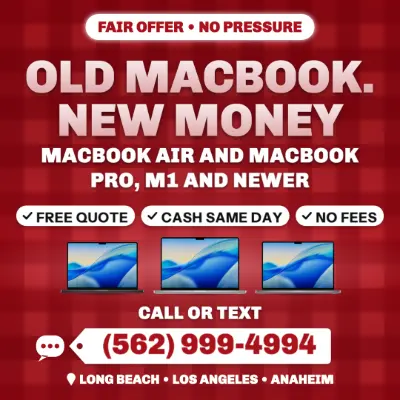 FAIR OFFER • NO PRESSURE
OLD MACBOOK.
NEW MONEY
MACBOOK AIR AND MACBOOK
PRO, M1 AND NEWER
✓ FREE QUOTE ✓ CASH SAME DAY ✓ NO FEES
CALL OR TEXT
(562) 999-4994
LONG BEACH • LOS ANGELES • ANAHEIM